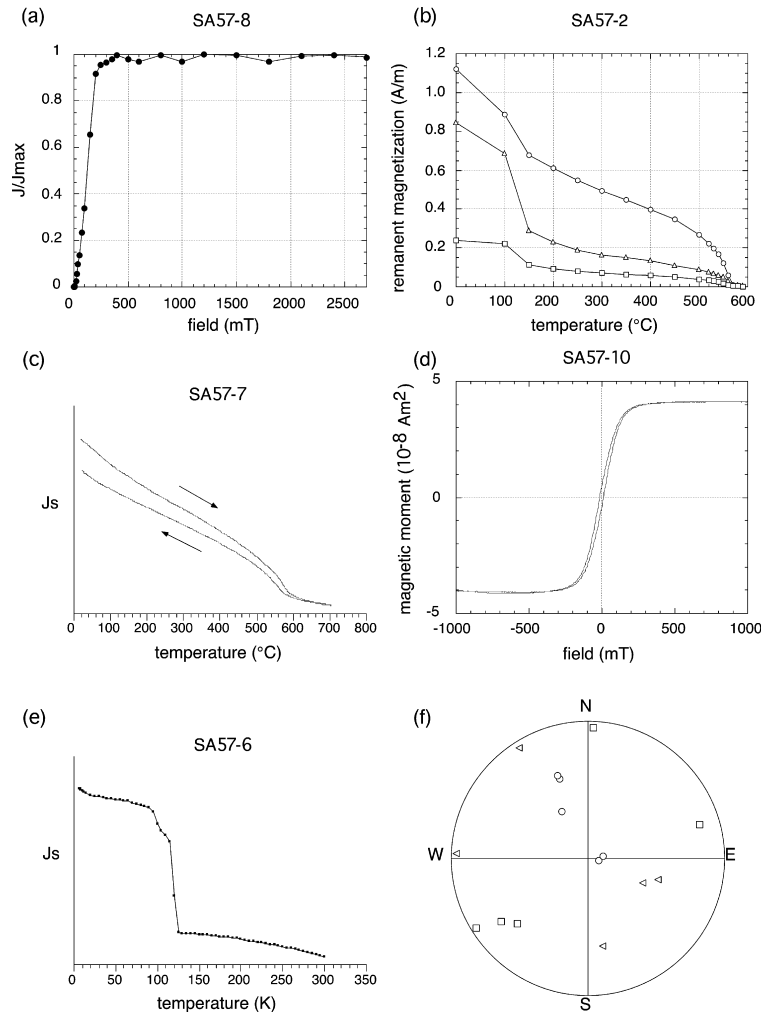 (a)
SA57-8
1
0.8
0.6
0.4
0.2
0
J/Jmax
0 500 1000 1500 2000 2500
field (mT)
(b)
SA57-2
1.2
1.0
0.8
0.6
0.4
0.2
0
remanent magnetization (A/m)
0 100 200 300 400 500 600
temperature (°C)
(c)
SA57-7
Js
0 100 200 300 400 500 600 700 800
temperature (°C)
(d)
SA57-10
5
0
-5
magnetic moment (10-8 Am2)
-1000 -500 0 500 1000
field (mT)
(e)
SA57-6
Js
0 50 100 150 200 250 300 350
temperature (K)
(f)
N
W E
S